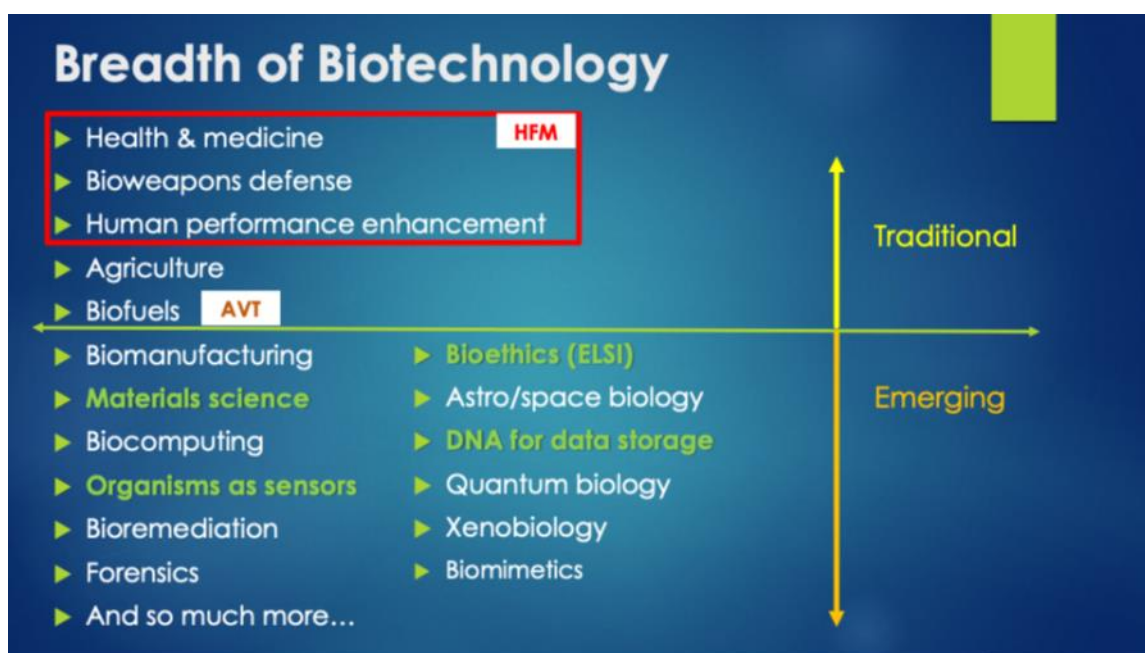 Breadth of Biotechnology
Health & medicine
HFM
Bioweapons defense
Human performance enhancement
Agriculture
Biofuels
AVT
Biomanufacturing
Materials science
Biocomputing
Organisms as sensors
Bioremediation
Forensics
And so much more...
Bioethics (ELSI)
Astro/space biology
DNA for data storage
Quantum biology
Xenobiology
Biomimetics
Traditional
Emerging